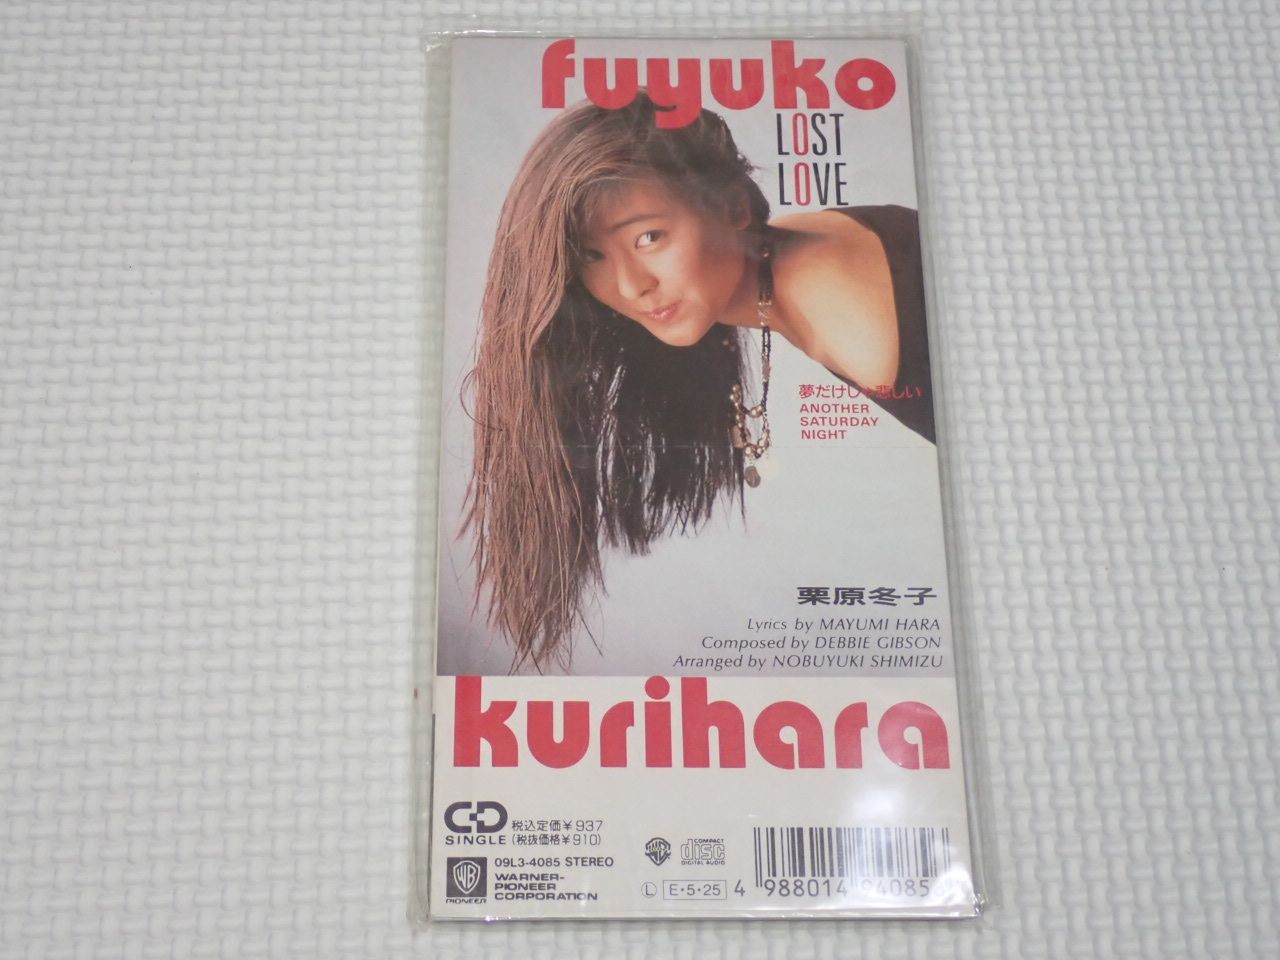 fuyuko
LOST
LOVE
夢だけじゃ悲しい
ANOTHER
SATURDAY
NIGHT
栗原冬子
Lyrics by MAYUMI HARA
Composed by DEBBIE GIBSON
Arranged by NOBUYUKI SHIMIZU
kurihara
CD
SINGLE
税込定価¥937
(税抜価格¥910)
WB
PIONEER
09L3-4085 STEREO
WARNER-
PIONEER
CORPORATION
COMPACT
disc
DIGITAL AUDIO
Ⓛ E・5・25
4 988014 94085